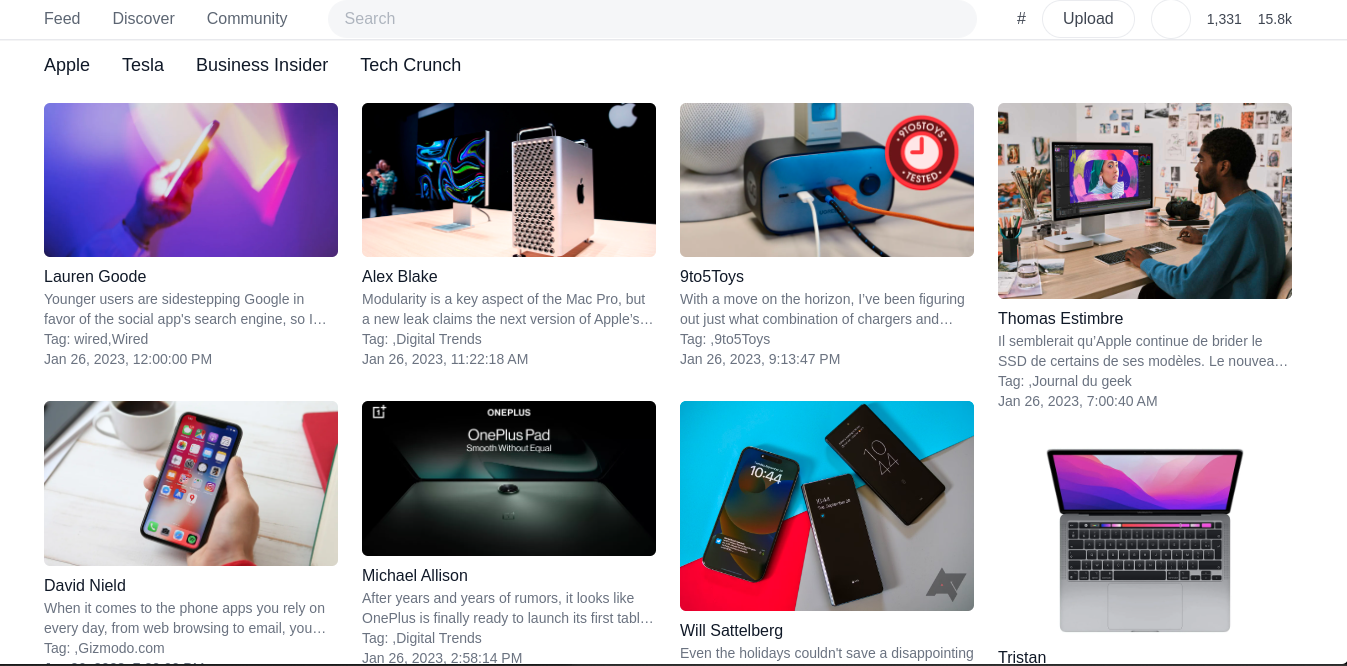 Feed Discover Community Search # Upload 1,331 15.8k
Apple Tesla Business Insider Tech Crunch
9TO5TOYS
TESTED
Lauren Goode
Younger users are sidestepping Google in
favor of the social app's search engine, so I…
Tag: wired,Wired
Jan 26, 2023, 12:00:00 PM
Alex Blake
Modularity is a key aspect of the Mac Pro, but
a new leak claims the next version of Apple’s…
Tag: ,Digital Trends
Jan 26, 2023, 11:22:18 AM
9to5Toys
With a move on the horizon, I’ve been figuring
out just what combination of chargers and…
Tag: ,9to5Toys
Jan 26, 2023, 9:13:47 PM
Thomas Estimbre
Il semblerait qu’Apple continue de brider le
SSD de certains de ses modèles. Le nouvea…
Tag: ,Journal du geek
Jan 26, 2023, 7:00:40 AM
David Nield
When it comes to the phone apps you rely on
every day, from web browsing to email, you…
Tag: ,Gizmodo.com
ONEPLUS
OnePlus Pad
Smooth Without Equal
Michael Allison
After years and years of rumors, it looks like
OnePlus is finally ready to launch its first tabl…
Tag: ,Digital Trends
Jan 26, 2023, 2:58:14 PM
10:44
10
44
10:44
Will Sattelberg
Even the holidays couldn't save a disappointing
Tristan